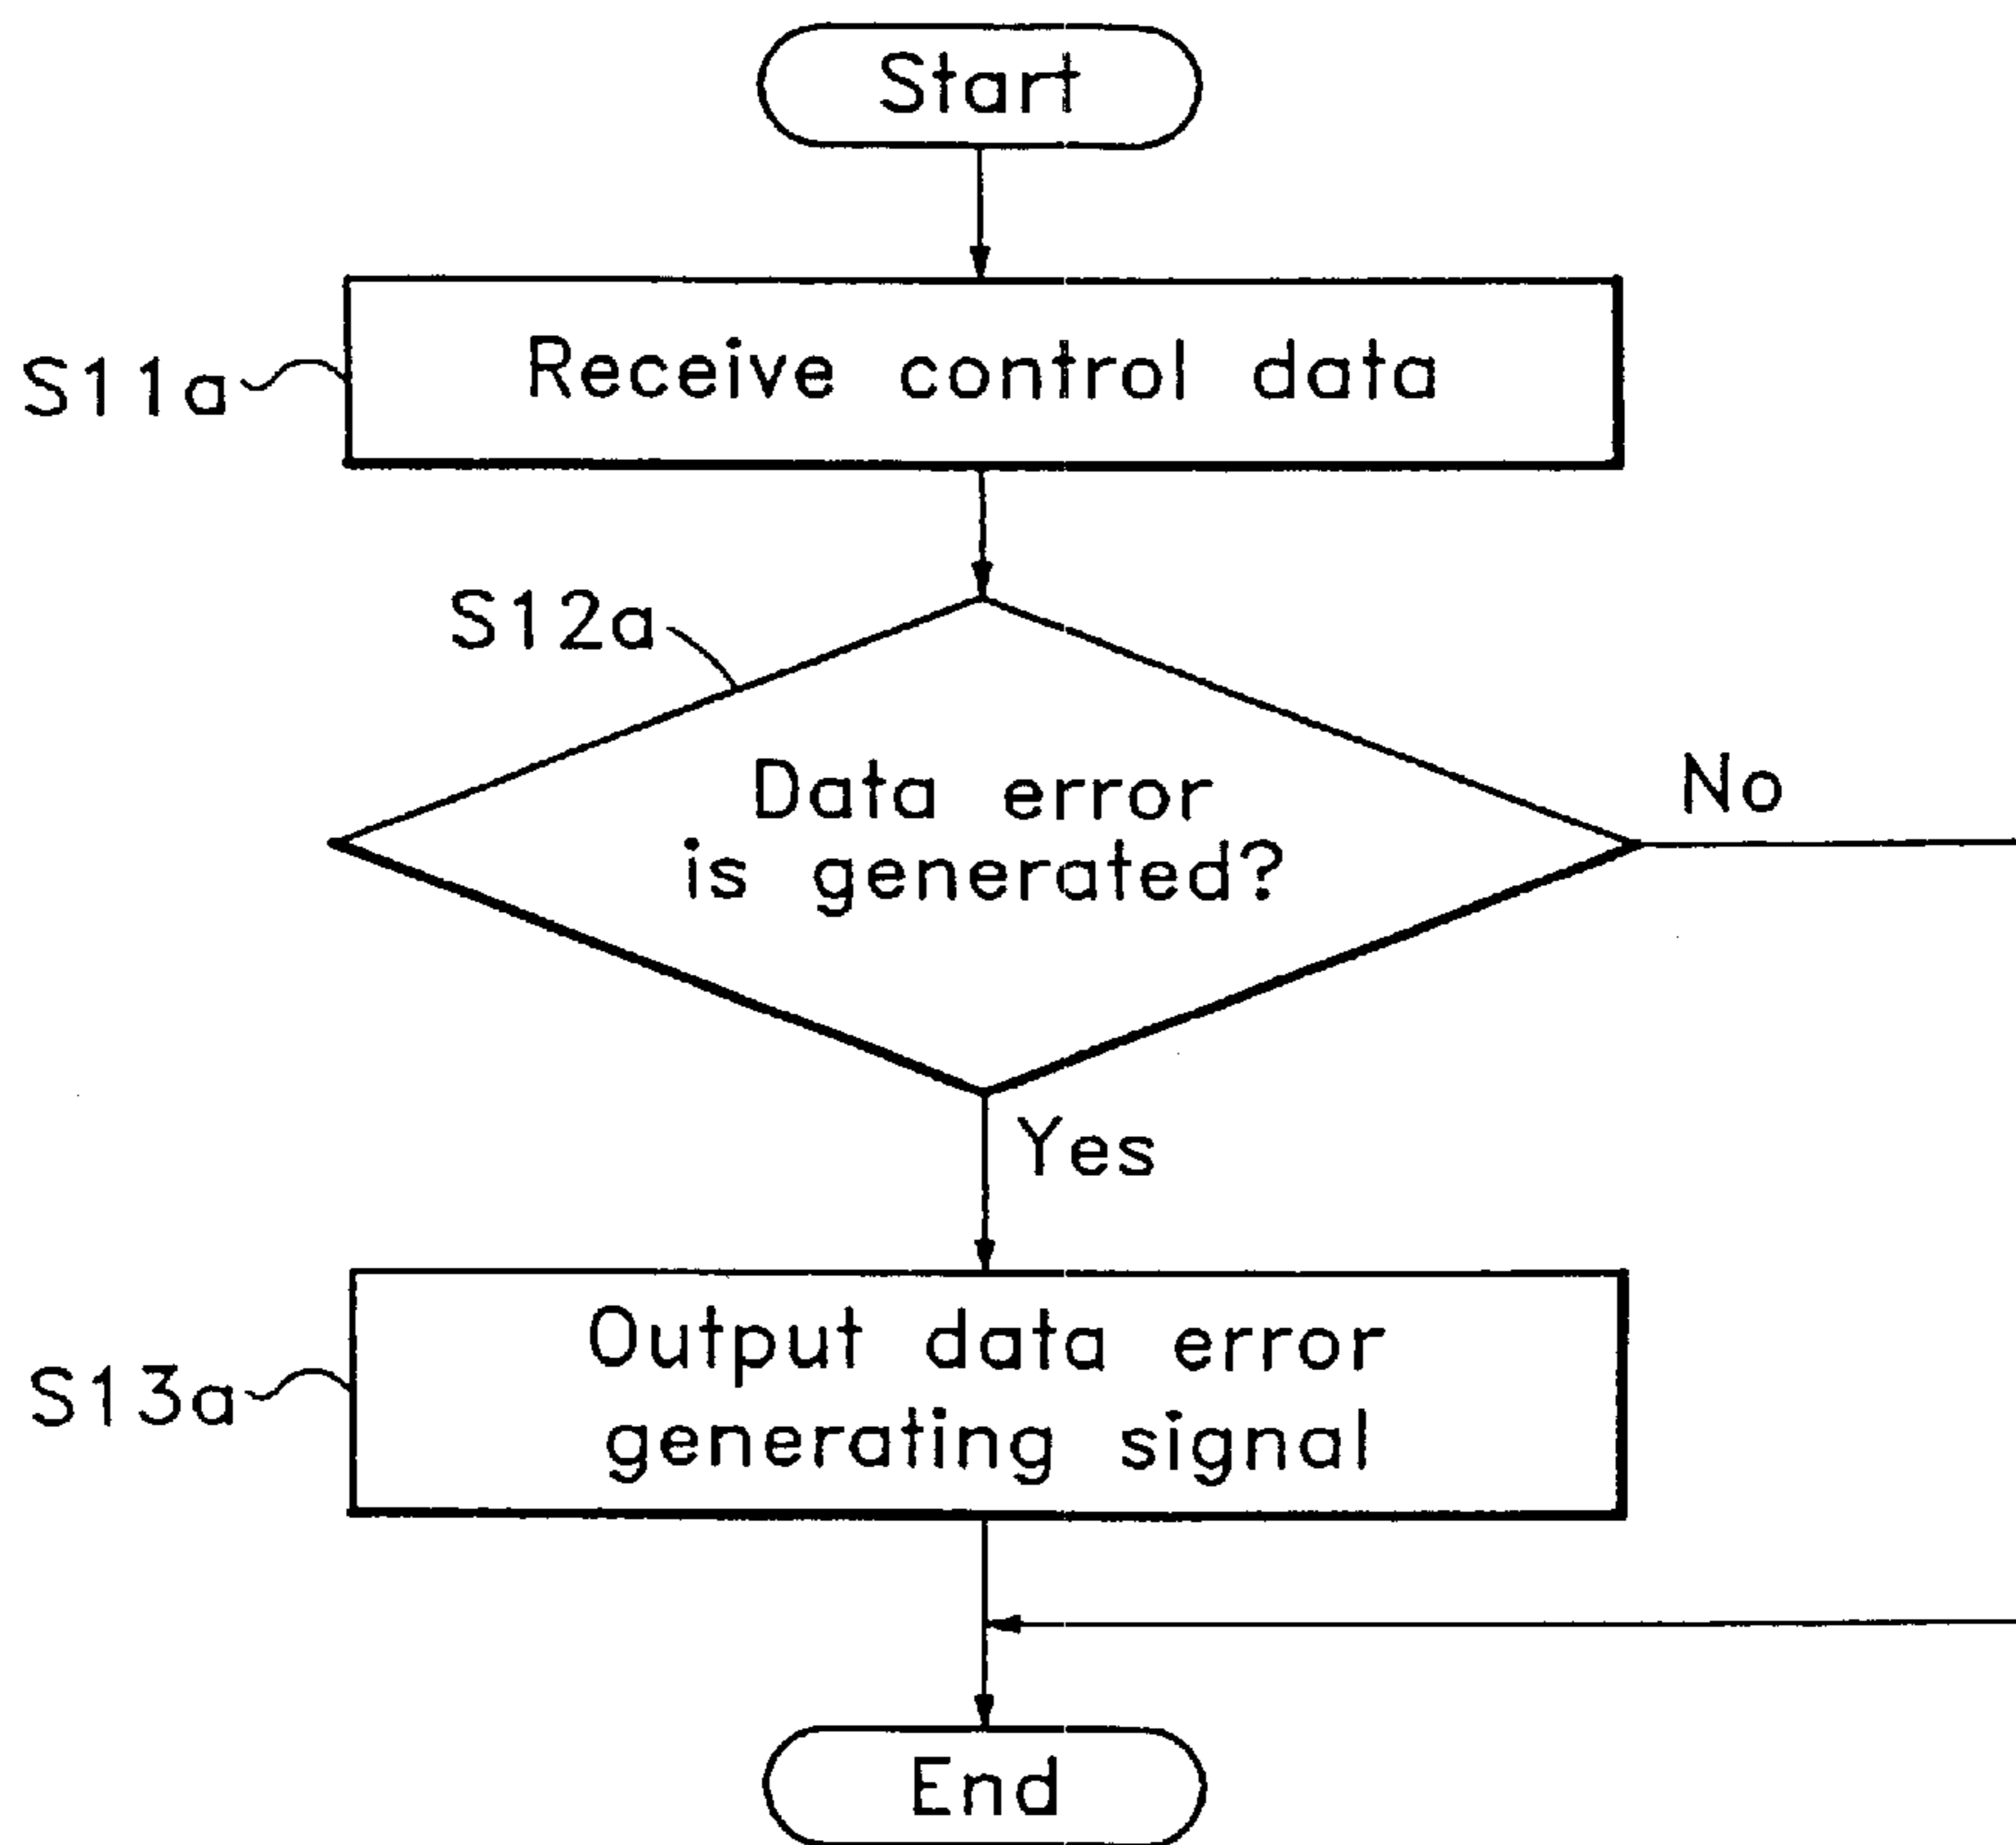 Start
S11a
Receive control data
S12a
Data error
is generated?
No
Yes
S13a
Output data error
generating signal
End